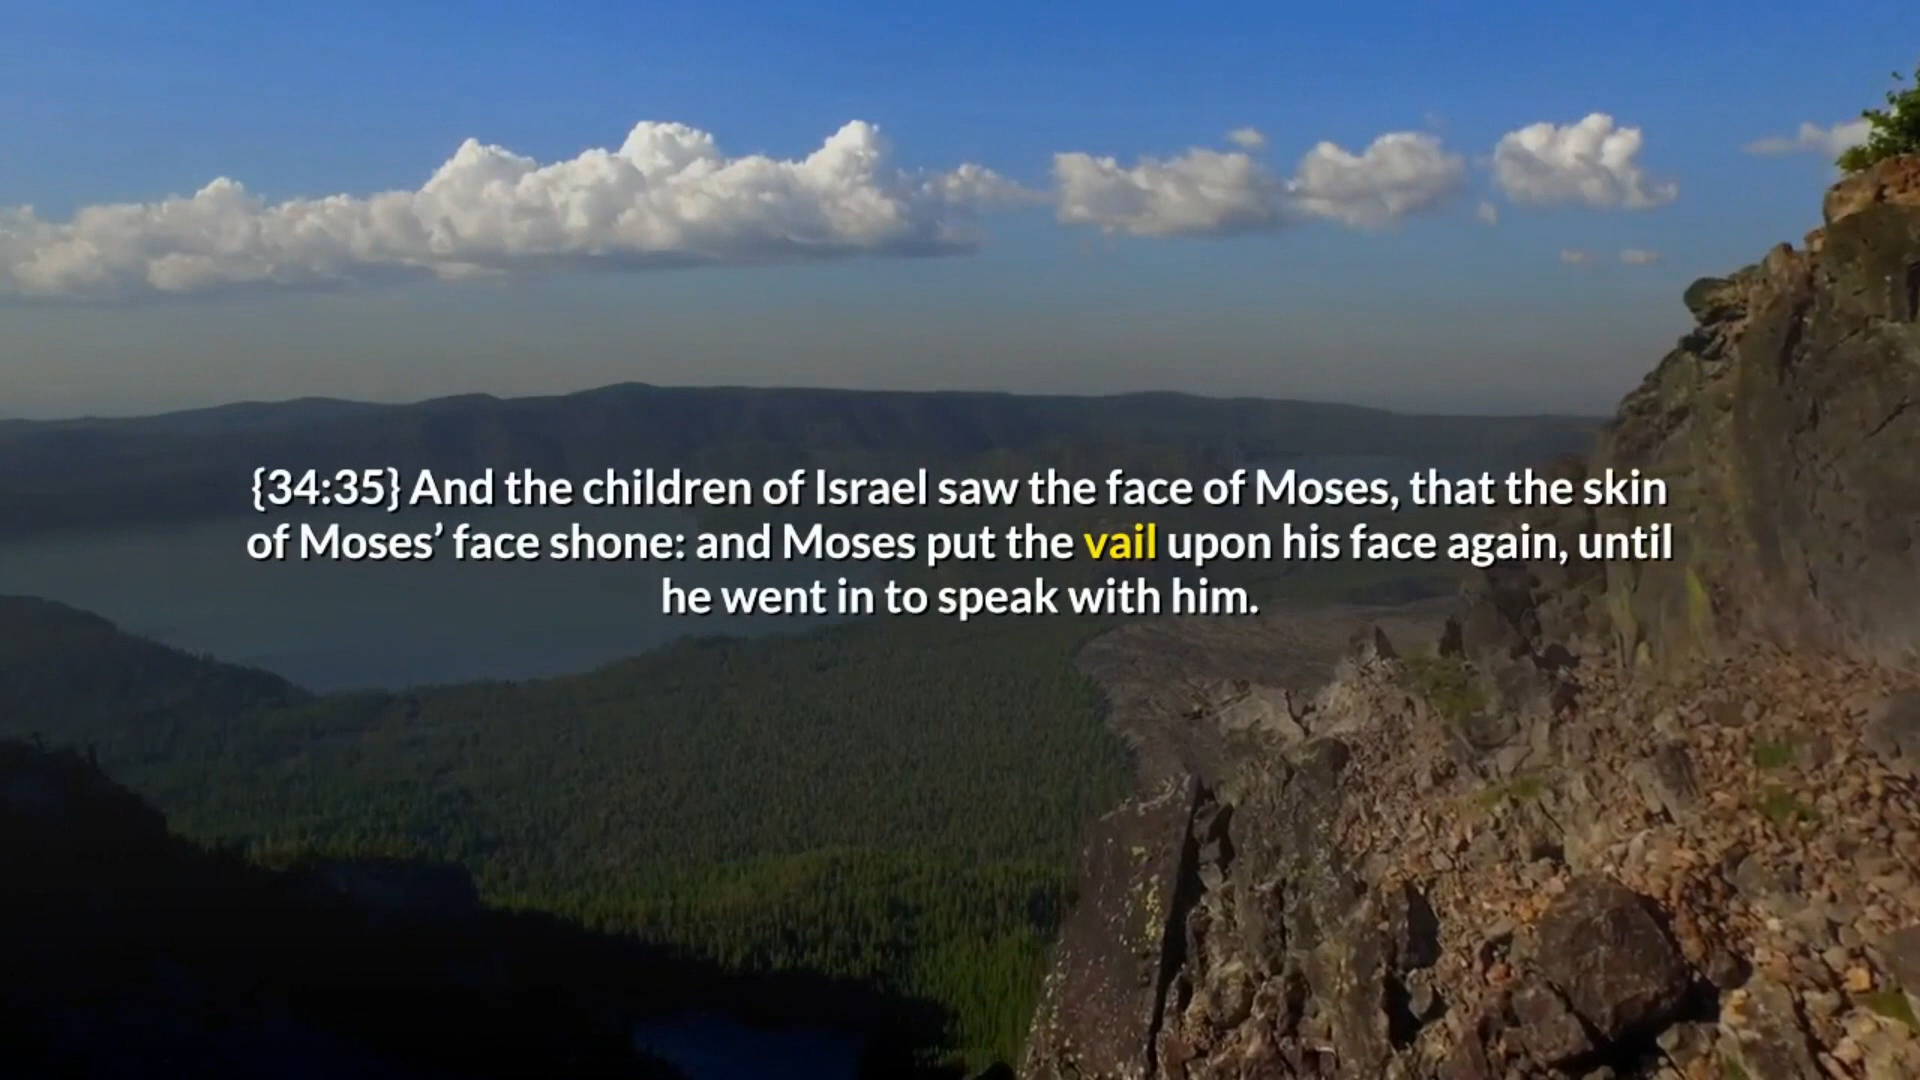 {34:35} And the children of Israel saw the face of Moses, that the skin
of Moses’ face shone: and Moses put the vail upon his face again, until
he went in to speak with him.